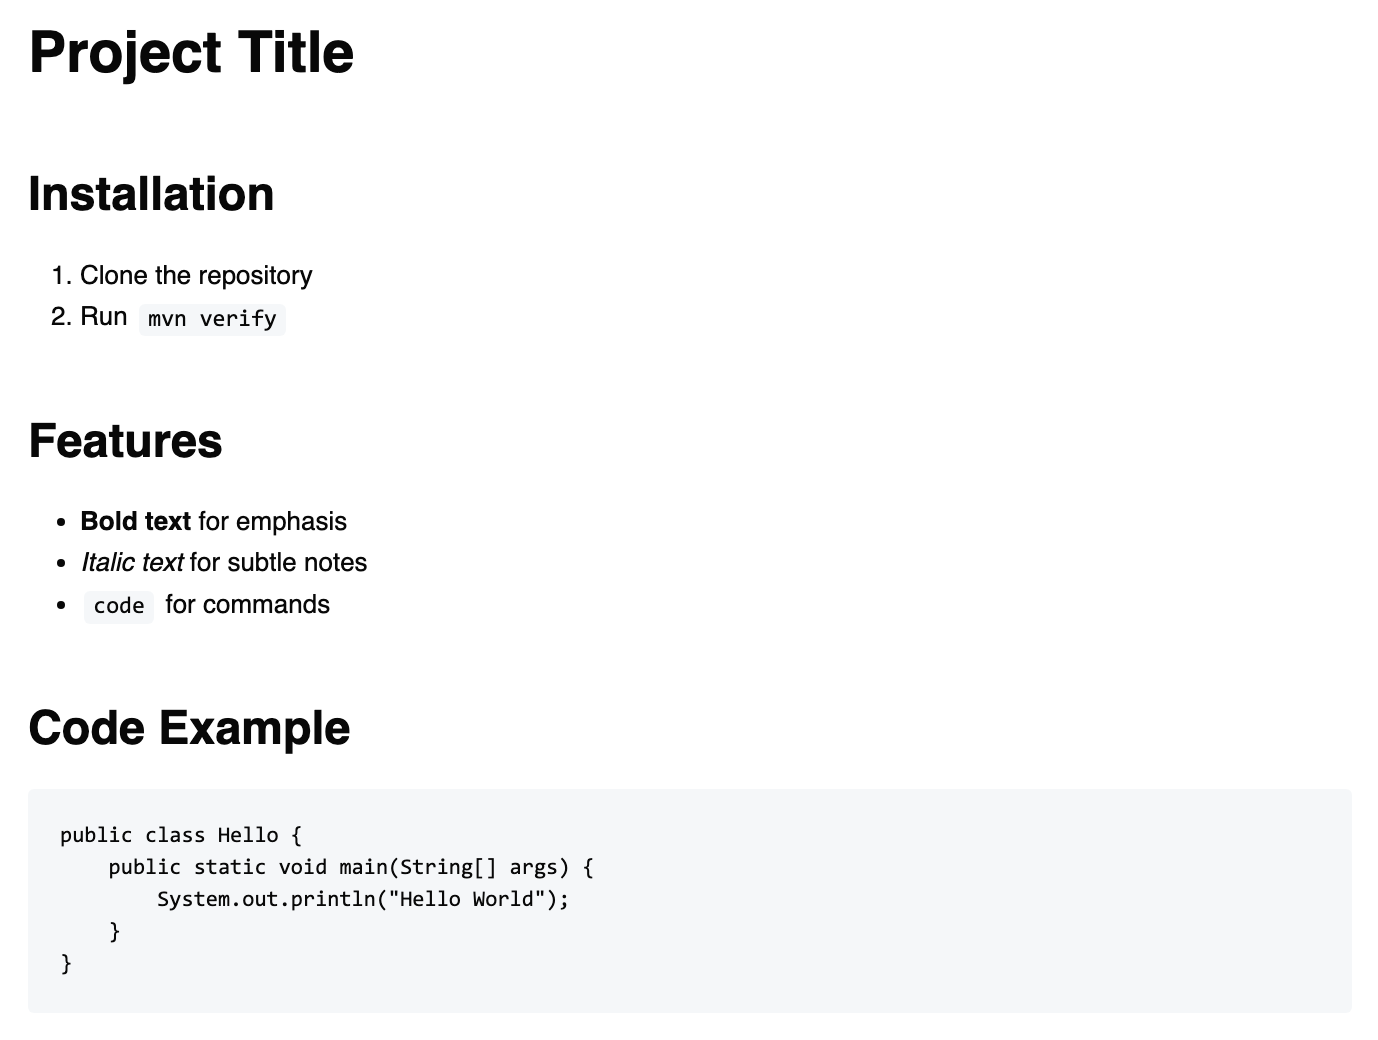 Project Title
Installation
1. Clone the repository
2. Run mvn verify
Features
• Bold text for emphasis
• Italic text for subtle notes
• code for commands
Code Example
public class Hello {
    public static void main(String[] args) {
        System.out.println("Hello World");
    }
}